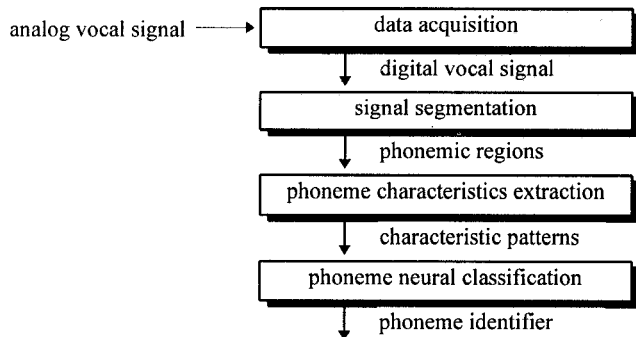 analog vocal signal
data acquisition
digital vocal signal
signal segmentation
phonemic regions
phoneme characteristics extraction
characteristic patterns
phoneme neural classification
phoneme identifier